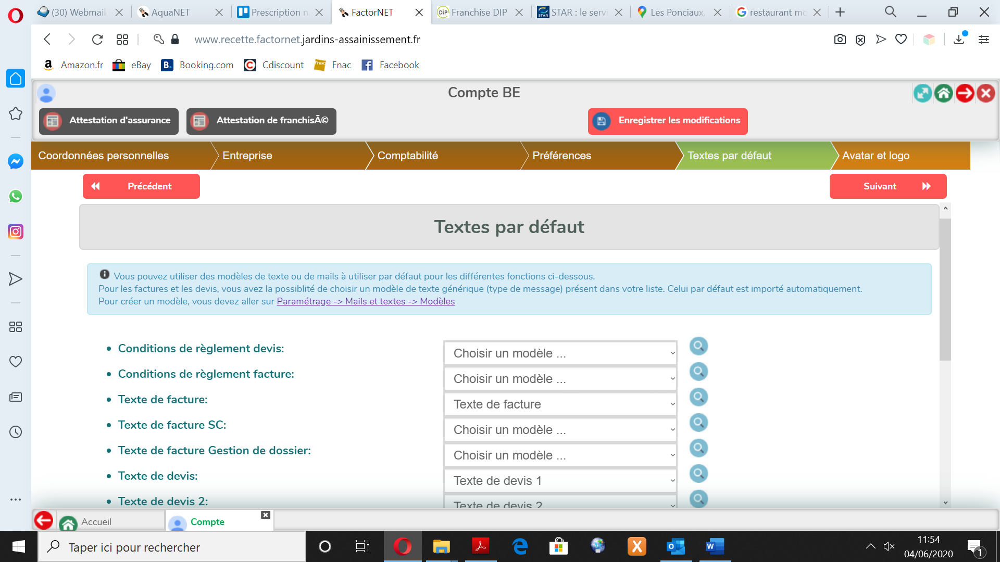 (30) Webmail
AquaNET
Prescription n
FactorNET
Franchise DIP
STAR : le servi
Les Ponciaux,
restaurant mo
www.recette.factornet.jardins-assainissement.fr
Amazon.fr
eBay
Booking.com
Cdiscount
Fnac
Facebook
Compte BE
Attestation d'assurance
Attestation de franchisÃ©
Enregistrer les modifications
Coordonnées personnelles
Entreprise
Comptabilité
Préférences
Textes par défaut
Avatar et logo
Précédent
Suivant
Textes par défaut
Vous pouvez utiliser des modèles de texte ou de mails à utiliser par défaut pour les différentes fonctions ci-dessous.
Pour les factures et les devis, vous avez la possiblité de choisir un modèle de texte générique (type de message) présent dans votre liste. Celui par défaut est importé automatiquement.
Pour créer un modèle, vous devez aller sur Paramétrage -> Mails et textes -> Modèles
Conditions de règlement devis:
Choisir un modèle ...
Conditions de règlement facture:
Choisir un modèle ...
Texte de facture:
Texte de facture
Texte de facture SC:
Choisir un modèle ...
Texte de facture Gestion de dossier:
Choisir un modèle ...
Texte de devis:
Texte de devis 1
Texte de devis 2:
Texte de devis 2
Accueil
Compte
Taper ici pour rechercher
11:54
04/06/2020
1